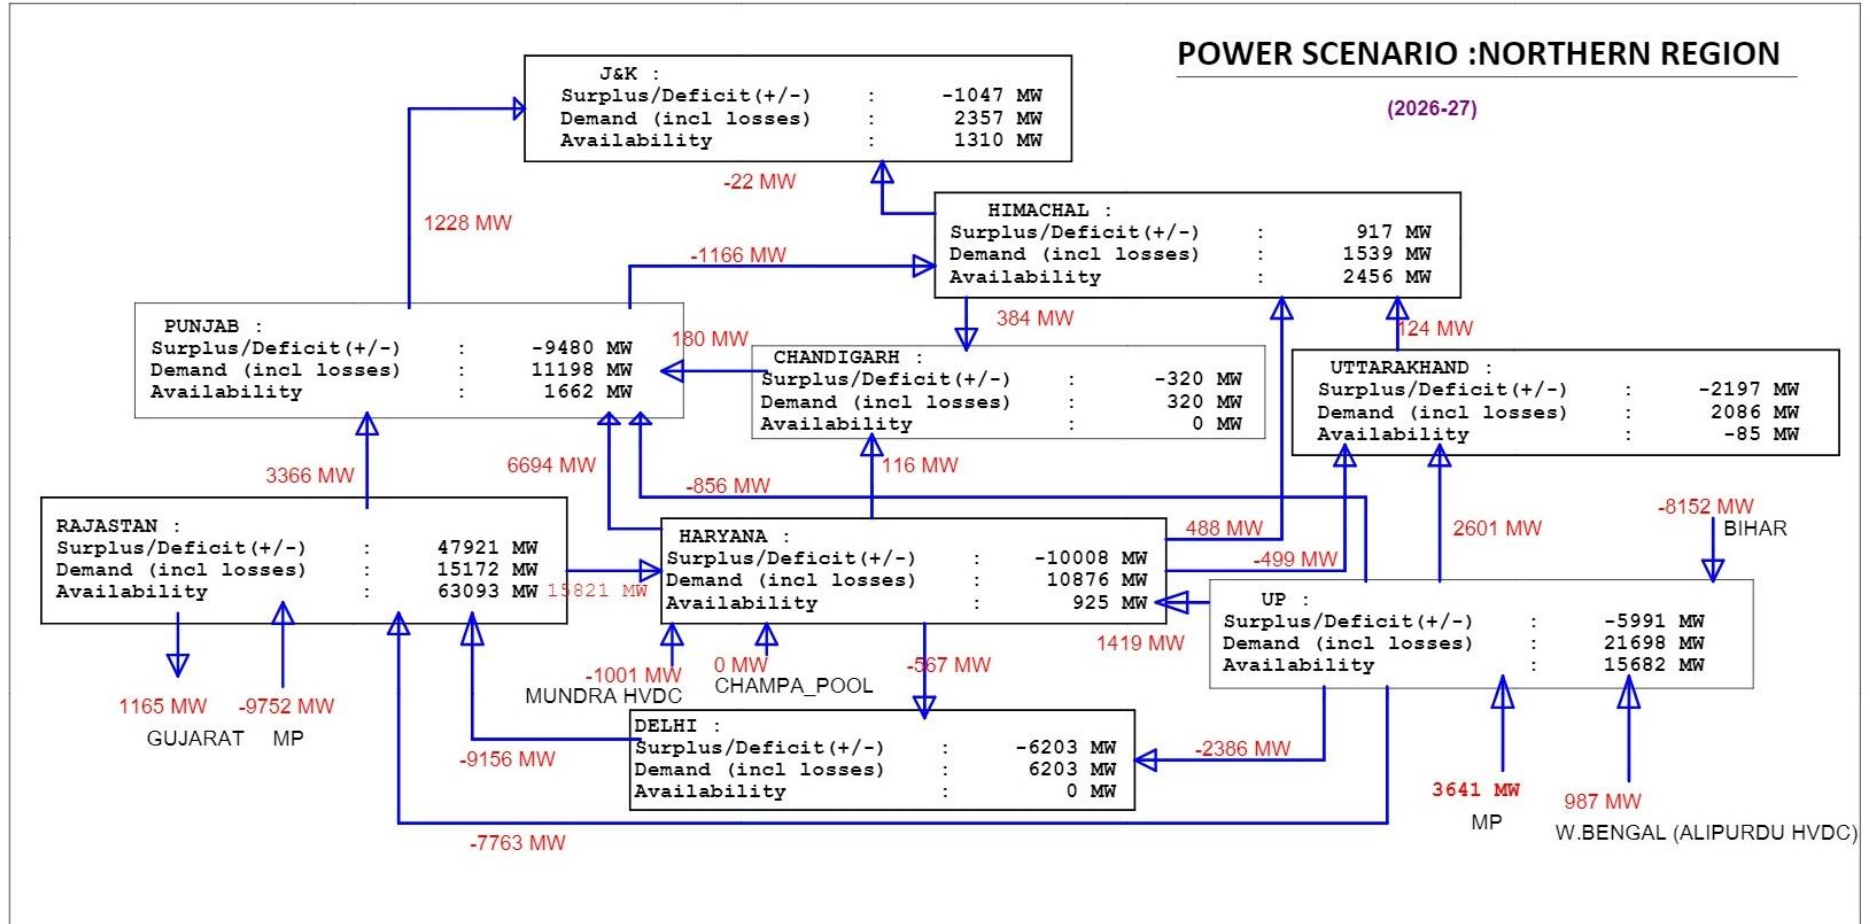 POWER SCENARIO :NORTHERN REGION
(2026-27)
J&K :
Surplus/Deficit(+/-) : -1047 MW
Demand (incl losses) : 2357 MW
Availability : 1310 MW
-22 MW
1228 MW
HIMACHAL :
Surplus/Deficit(+/-) : 917 MW
Demand (incl losses) : 1539 MW
Availability : 2456 MW
-1166 MW
384 MW
124 MW
PUNJAB :
Surplus/Deficit(+/-) : -9480 MW
Demand (incl losses) : 11198 MW
Availability : 1662 MW
180 MW
CHANDIGARH :
Surplus/Deficit(+/-) : -320 MW
Demand (incl losses) : 320 MW
Availability : 0 MW
UTTARAKHAND :
Surplus/Deficit(+/-) : -2197 MW
Demand (incl losses) : 2086 MW
Availability : -85 MW
3366 MW
6694 MW
116 MW
-856 MW
RAJASTAN :
Surplus/Deficit(+/-) : 47921 MW
Demand (incl losses) : 15172 MW
Availability : 63093 MW
15821 MW
HARYANA :
Surplus/Deficit(+/-) : -10008 MW
Demand (incl losses) : 10876 MW
Availability : 925 MW
488 MW
-499 MW
2601 MW
-8152 MW
BIHAR
UP :
Surplus/Deficit(+/-) : -5991 MW
Demand (incl losses) : 21698 MW
Availability : 15682 MW
1419 MW
-1001 MW
MUNDRA HVDC
0 MW
CHAMPA_POOL
-567 MW
1165 MW
GUJARAT
-9752 MW
MP
DELHI :
Surplus/Deficit(+/-) : -6203 MW
Demand (incl losses) : 6203 MW
Availability : 0 MW
-9156 MW
-2386 MW
3641 MW
MP
987 MW
W.BENGAL (ALIPURDU HVDC)
-7763 MW